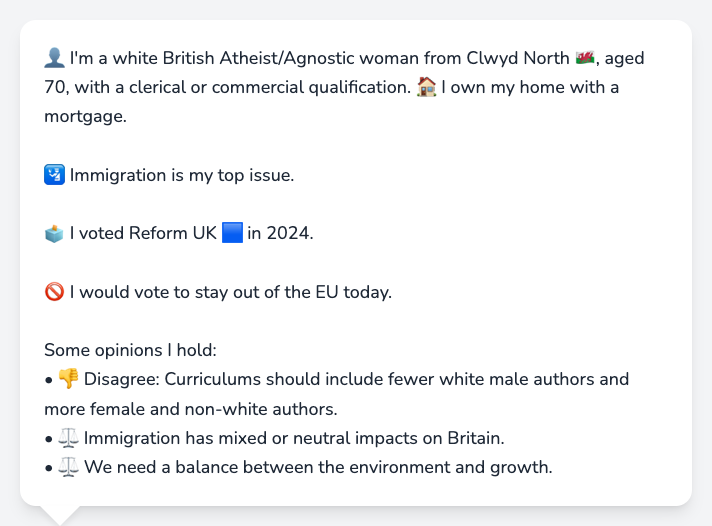 👤 I'm a white British Atheist/Agnostic woman from Clwyd North 🏴󠁧󠁢󠁷󠁬󠁳󠁿, aged
70, with a clerical or commercial qualification. 🏠 I own my home with a
mortgage.
🛂 Immigration is my top issue.
🗳️ I voted Reform UK 🟦 in 2024.
🚫 I would vote to stay out of the EU today.
Some opinions I hold:
• 👎 Disagree: Curriculums should include fewer white male authors and
more female and non-white authors.
• ⚖️ Immigration has mixed or neutral impacts on Britain.
• ⚖️ We need a balance between the environment and growth.